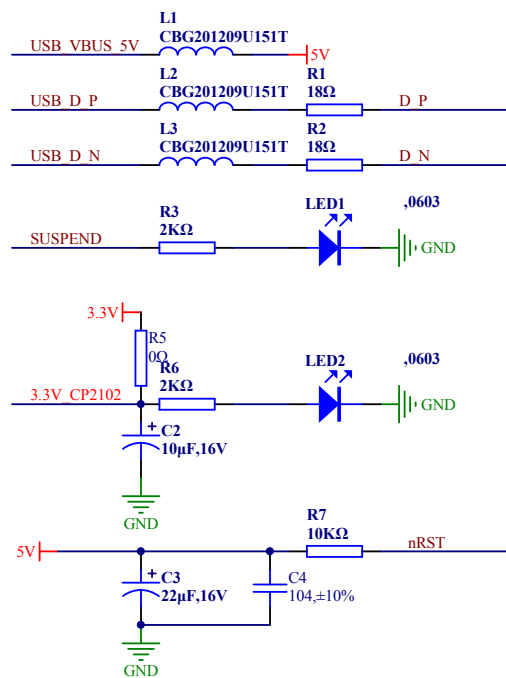 L1
CBG201209U151T
USB_VBUS_5V
5V
L2
CBG201209U151T
R1
18Ω
USB_D_P
D_P
L3
CBG201209U151T
R2
18Ω
USB_D_N
D_N
R3
2KΩ
LED1
,0603
SUSPEND
GND
3.3V
R5
0Ω
R6
2KΩ
LED2
,0603
3.3V_CP2102
GND
C2
10µF,16V
GND
R7
10KΩ
5V
nRST
C3
22µF,16V
C4
104,±10%
GND